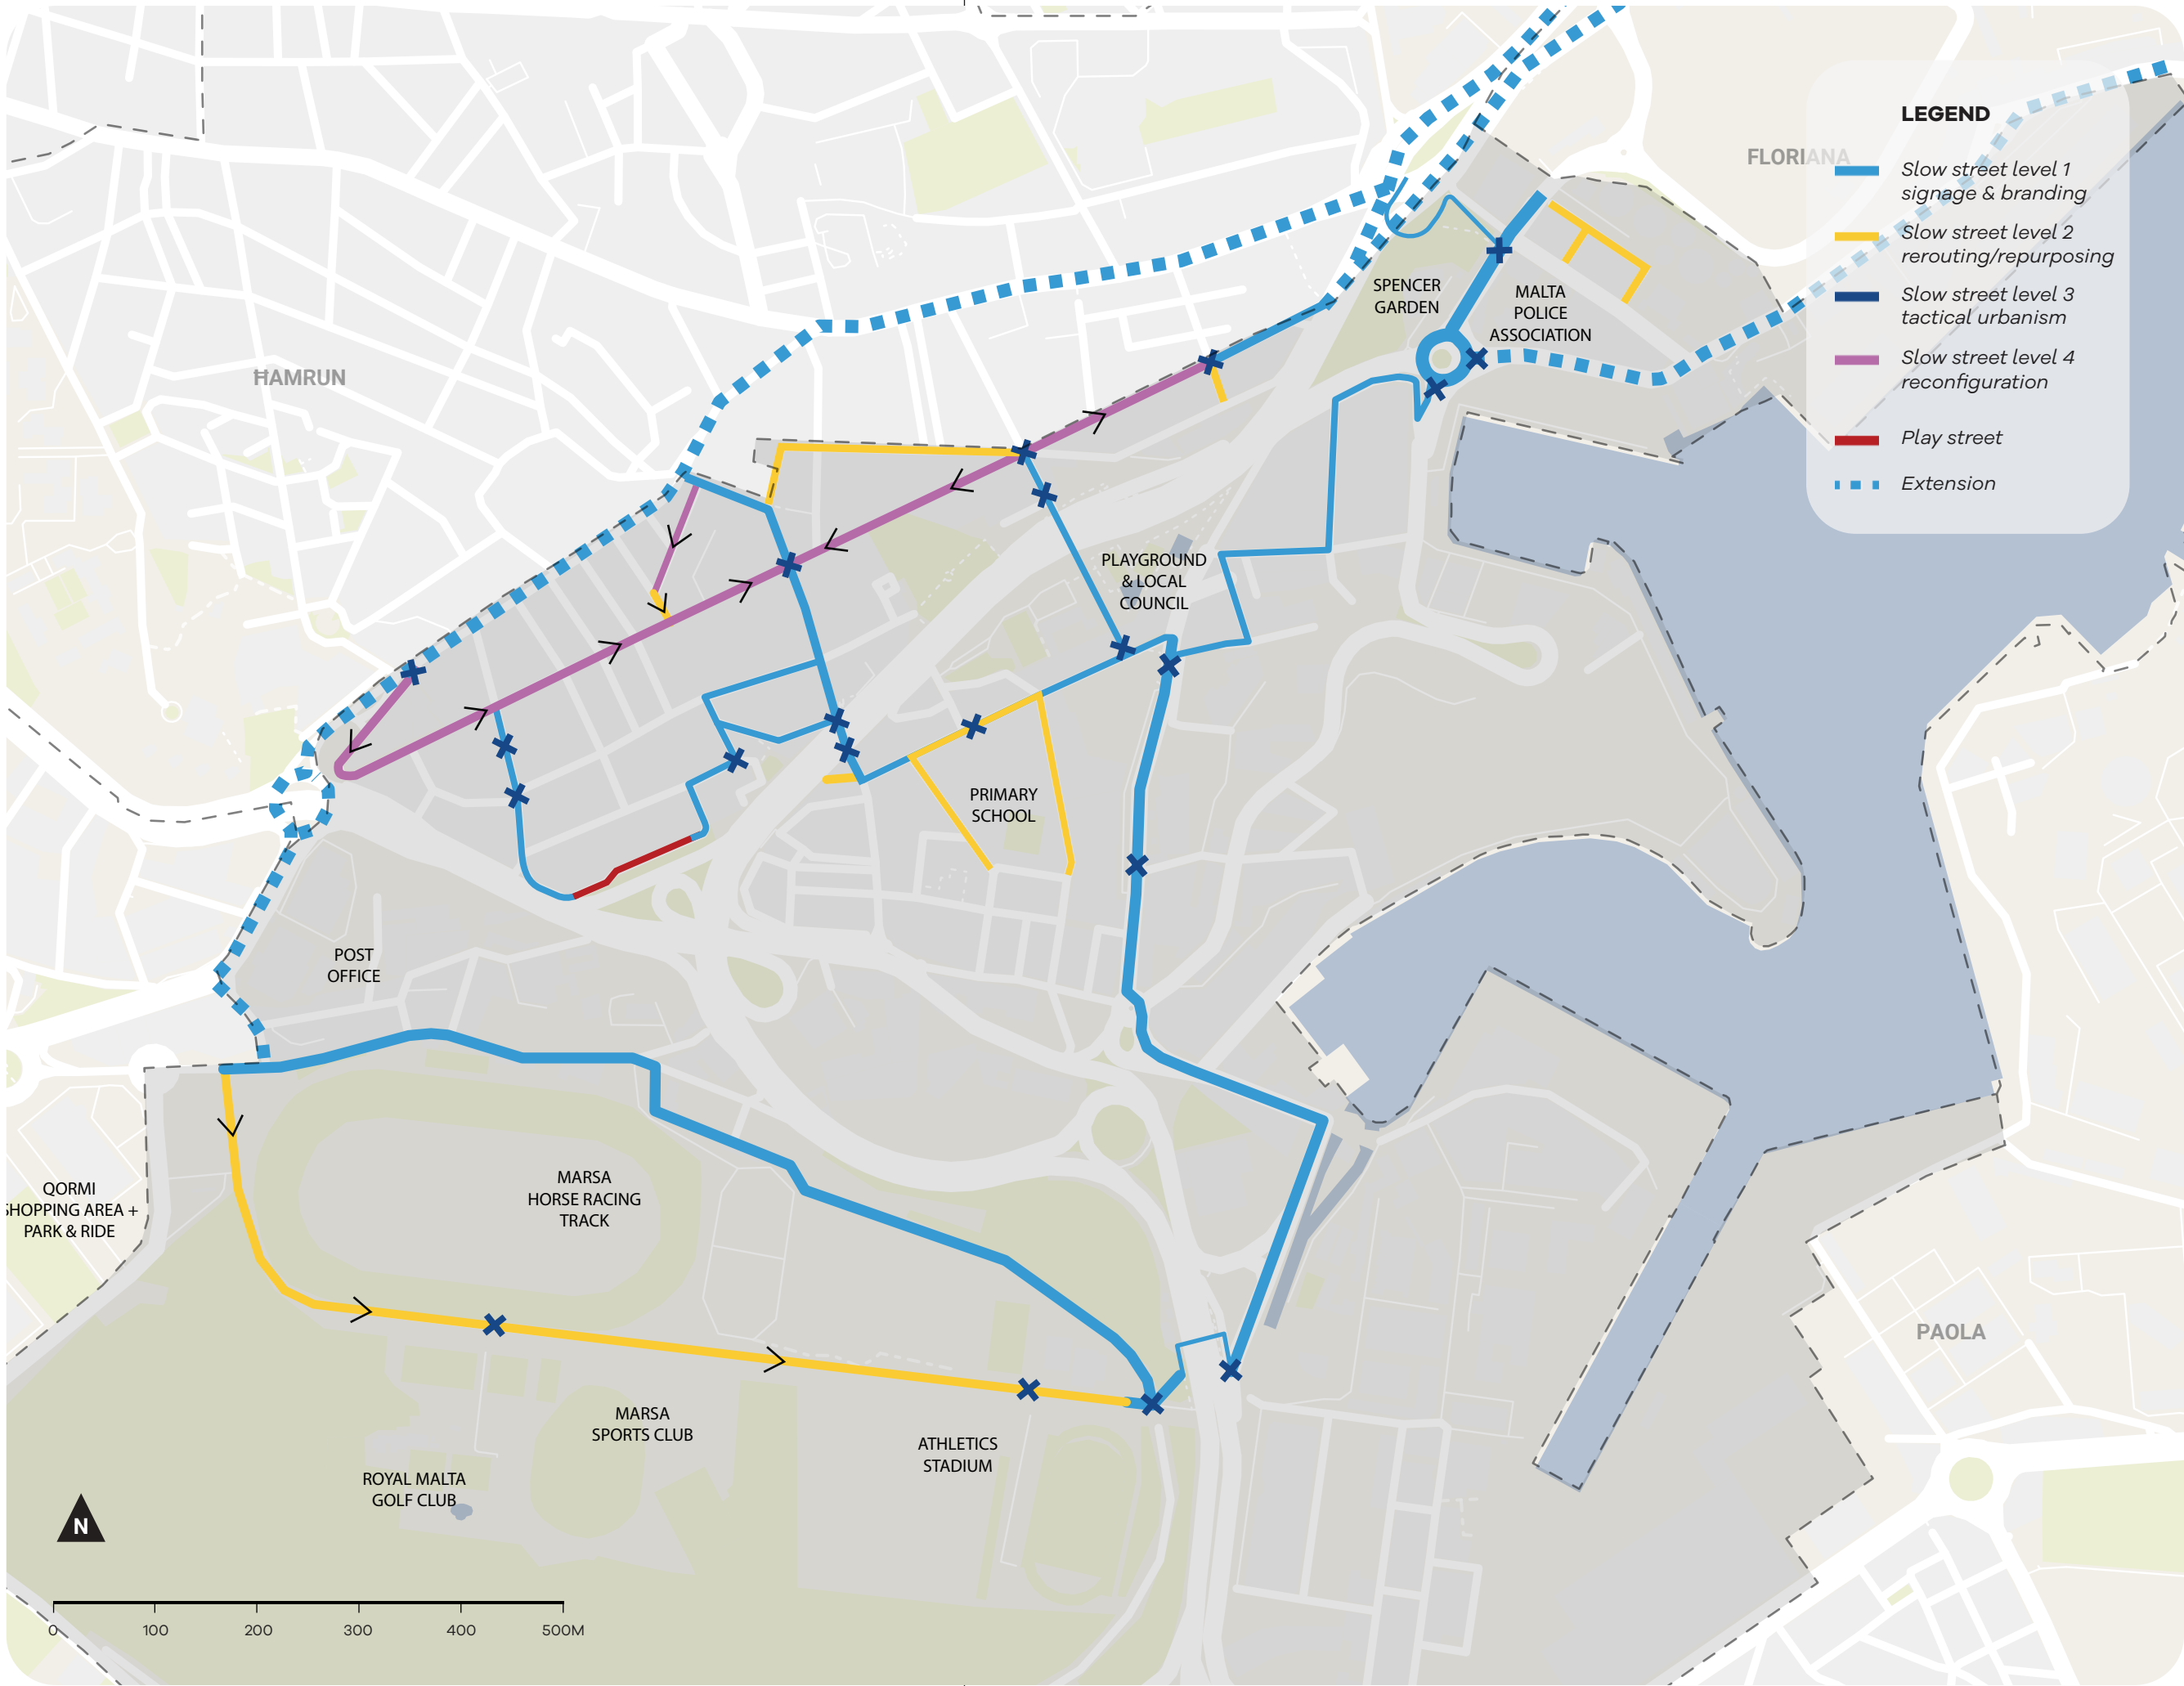 LEGEND
Slow street level 1
signage & branding
Slow street level 2
rerouting/repurposing
Slow street level 3
tactical urbanism
Slow street level 4
reconfiguration
Play street
Extension
FLORIANA
SPENCER
GARDEN
MALTA
POLICE
ASSOCIATION
ĦAMRUN
PLAYGROUND
& LOCAL
COUNCIL
PRIMARY
SCHOOL
POST
OFFICE
QORMI
SHOPPING AREA +
PARK & RIDE
MARSA
HORSE RACING
TRACK
PAOLA
MARSA
SPORTS CLUB
ATHLETICS
STADIUM
ROYAL MALTA
GOLF CLUB
N
0 100 200 300 400 500M